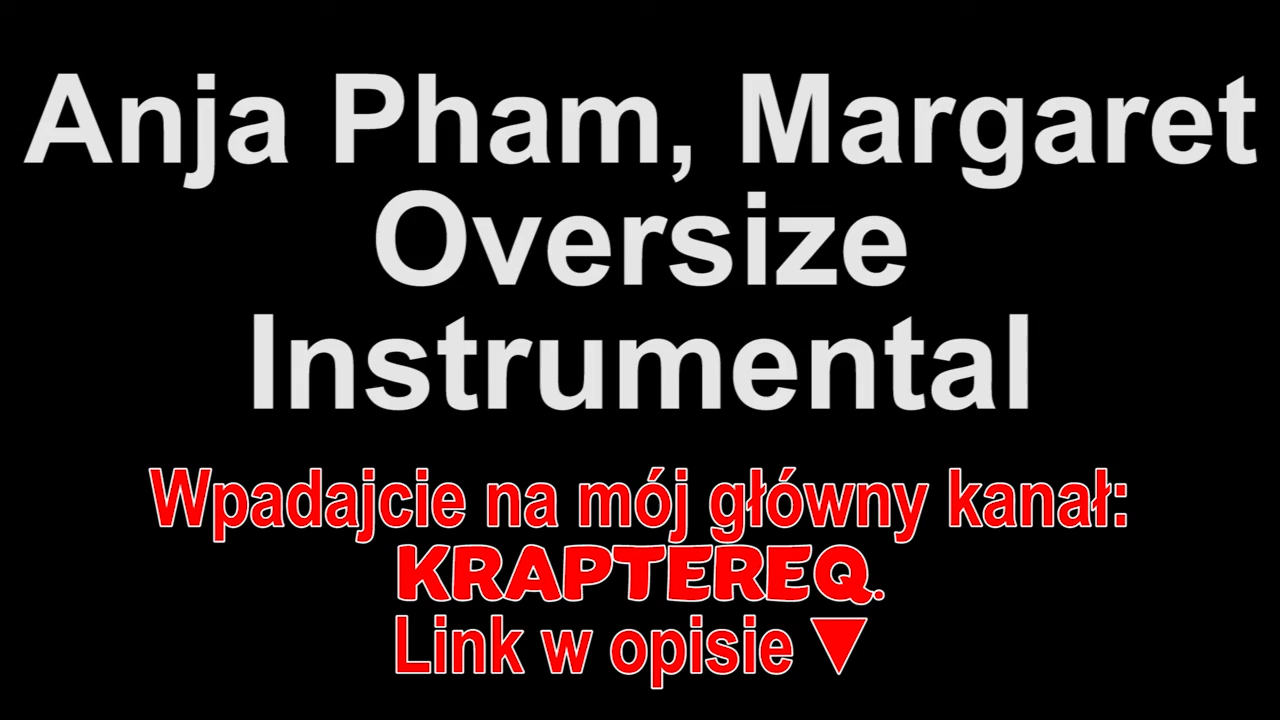 Anja Pham, Margaret
Oversize
Instrumental
Wpadajcie na mój główny kanał:
KRAPTEREQ.
Link w opisie ▼